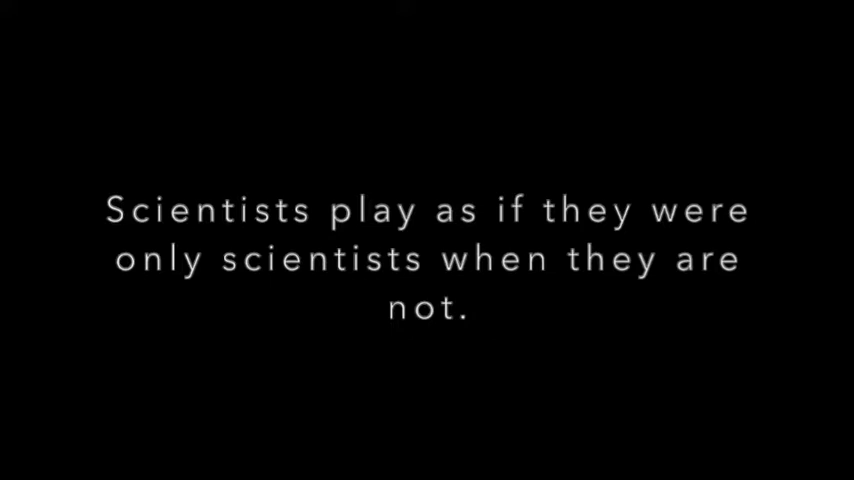 Scientists play as if they were
only scientists when they are
not.